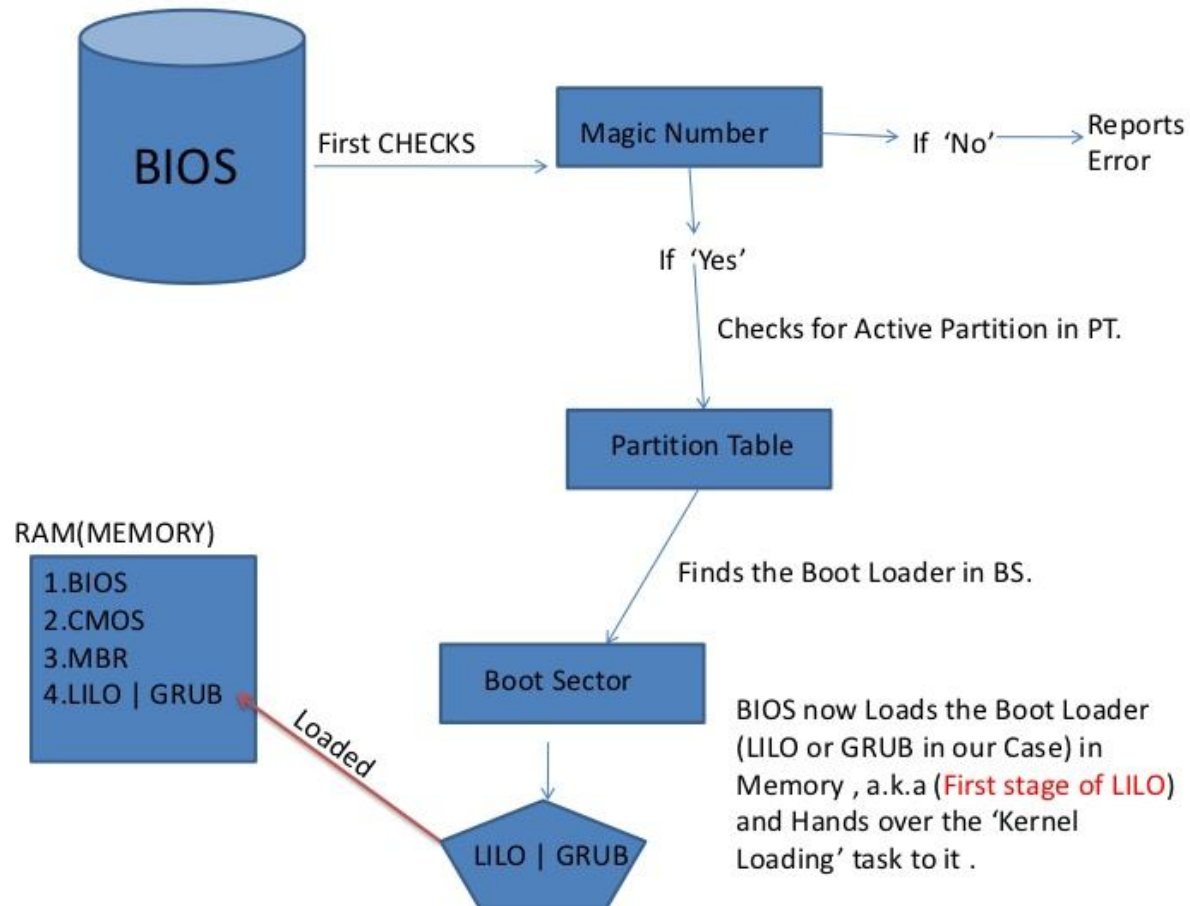 BIOS
First CHECKS
Magic Number
If ‘No’
Reports
Error
If ‘Yes’
Checks for Active Partition in PT.
Partition Table
Finds the Boot Loader in BS.
RAM(MEMORY)
1.BIOS
2.CMOS
3.MBR
4.LILO | GRUB
Loaded
Boot Sector
LILO | GRUB
BIOS now Loads the Boot Loader
(LILO or GRUB in our Case) in
Memory , a.k.a (First stage of LILO)
and Hands over the ‘Kernel
Loading’ task to it .